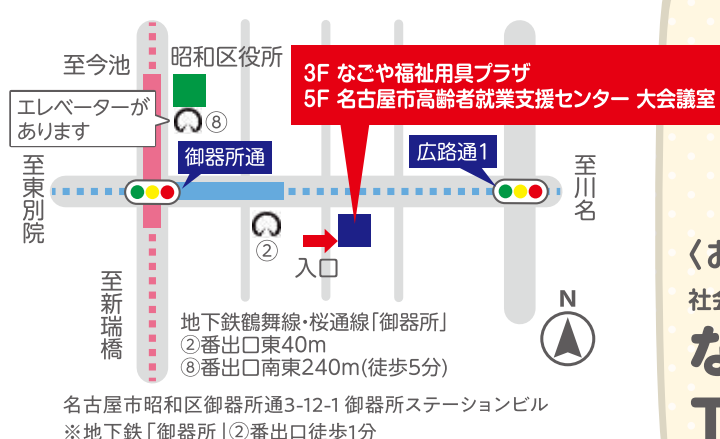 至今池
昭和区役所
3F なごや福祉用具プラザ
5F 名古屋市高齢者就業支援センター 大会議室
エレベーターが
あります
⑧
御器所通
広路通1
至東別院
至川名
②
入口
至新瑞橋
N
地下鉄鶴舞線・桜通線「御器所」
②番出口東40m
⑧番出口南東240m(徒歩5分)
名古屋市昭和区御器所通3-12-1 御器所ステーションビル
※地下鉄「御器所」②番出口徒歩1分
〈お
社会
な
T